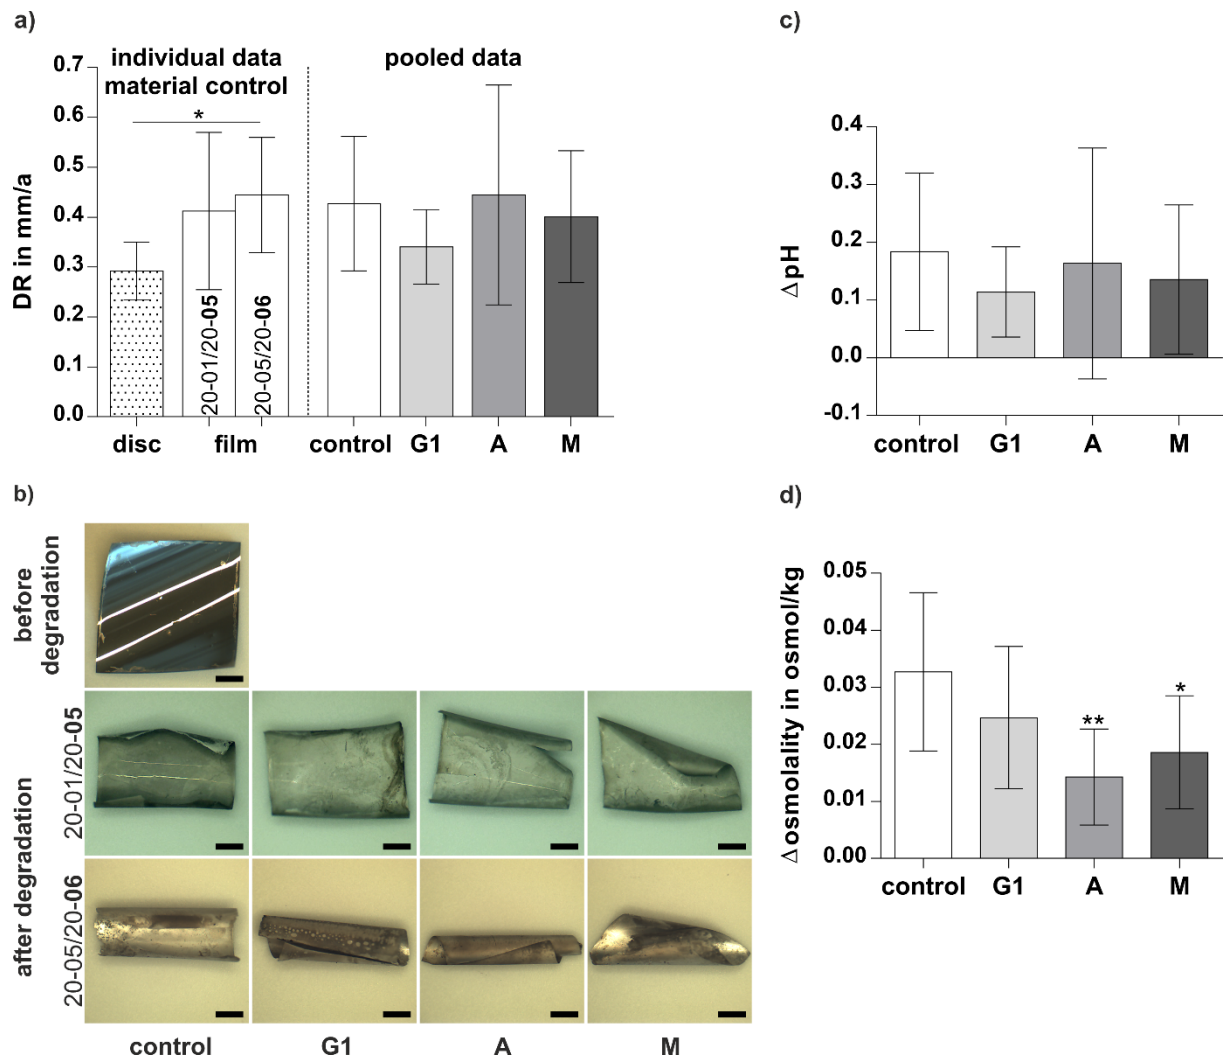 a)
individual data
material control
pooled data
*
DR in mm/a
0.7
0.6
0.5
0.4
0.3
0.2
0.1
0.0
20-01/20-05
20-05/20-06
disc
film
control
G1
A
M
b)
before
degradation
after degradation
20-01/20-05
20-05/20-06
control
G1
A
M
c)
ΔpH
0.4
0.3
0.2
0.1
0.0
-0.1
control
G1
A
M
d)
Δosmolality in osmol/kg
0.05
0.04
0.03
0.02
0.01
0.00
**
*
control
G1
A
M